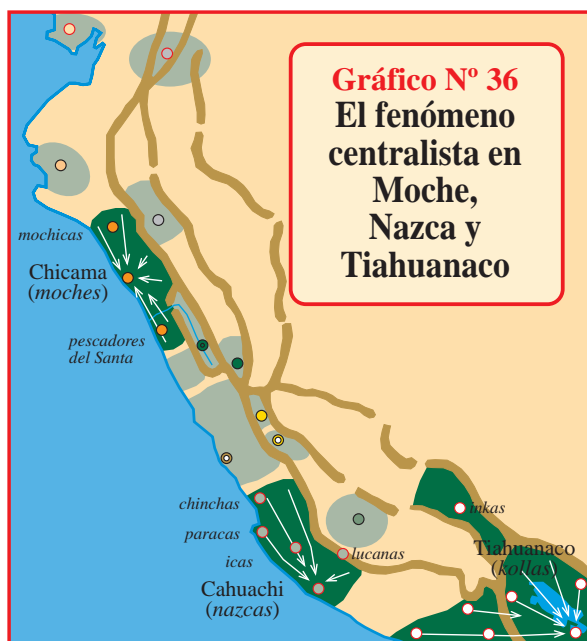 Gráfico Nº 36
El fenómeno
centralista en
Moche,
Nazca y
Tiahuanaco
mochicas
Chicama
(moches)
pescadores
del Santa
chinchas
paracas
icas
Cahuachi
(nazcas)
lucanas
inkas
Tiahuanaco
(kollas)